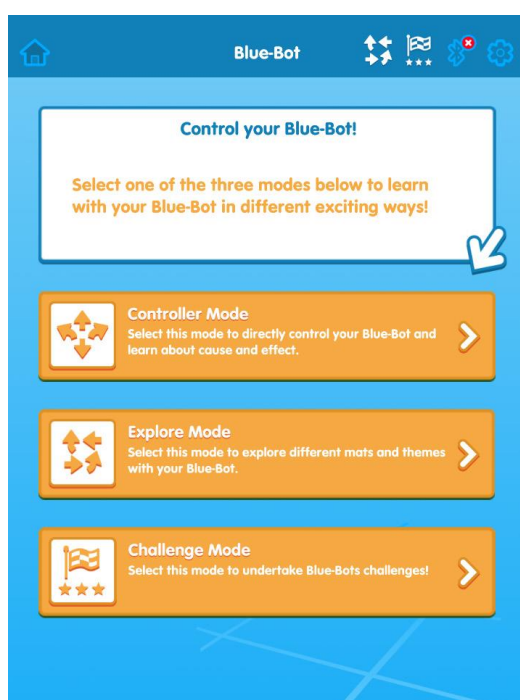 Blue-Bot
Control your Blue-Bot!
Select one of the three modes below to learn
with your Blue-Bot in different exciting ways!
Controller Mode
Select this mode to directly control your Blue-Bot and
learn about cause and effect.
Explore Mode
Select this mode to explore different mats and themes
with your Blue-Bot.
Challenge Mode
Select this mode to undertake Blue-Bots challenges!